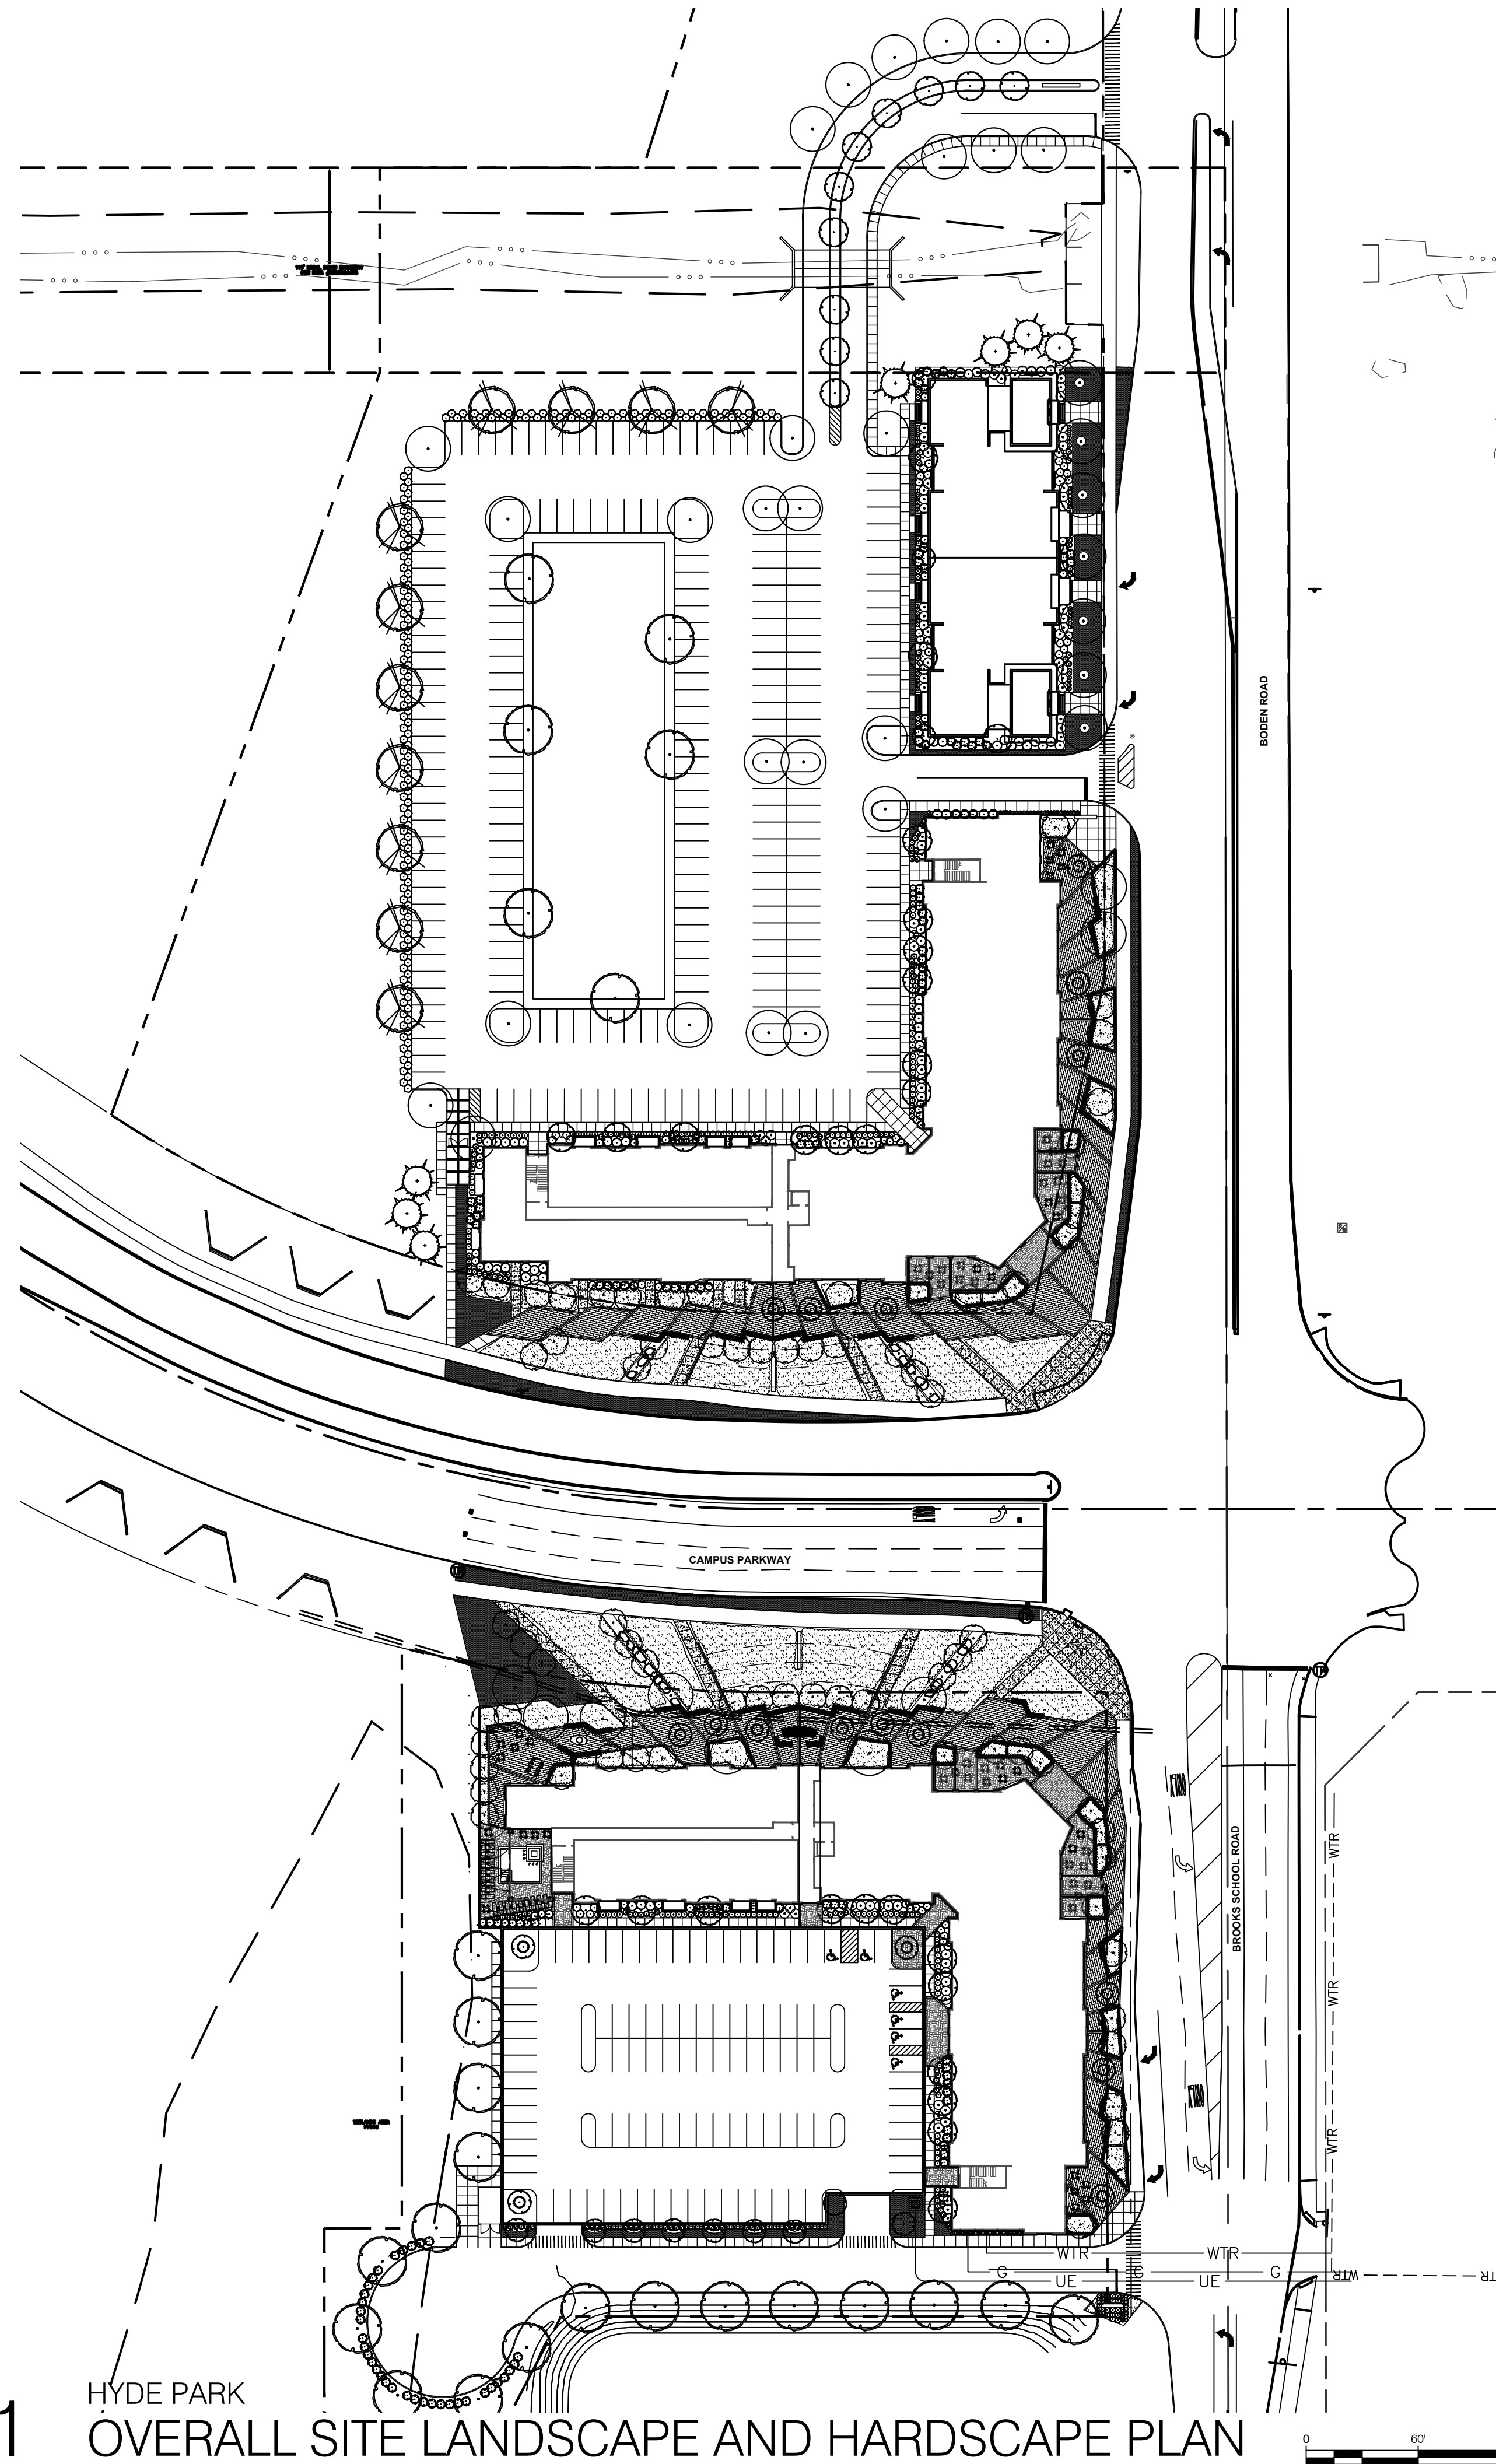 BODEN ROAD
CAMPUS PARKWAY
BROOKS SCHOOL ROAD
WTR
WTR
WTR
WTR
WTR
G
G
G
UE
UE
WTR
1
HYDE PARK
OVERALL SITE LANDSCAPE AND HARDSCAPE PLAN
0
60'